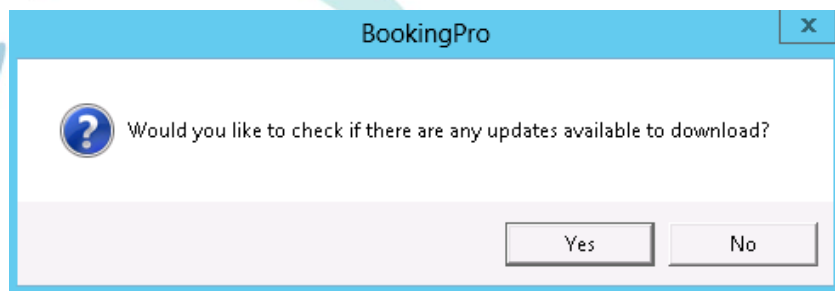 BookingPro
x
Would you like to check if there are any updates available to download?
Yes No